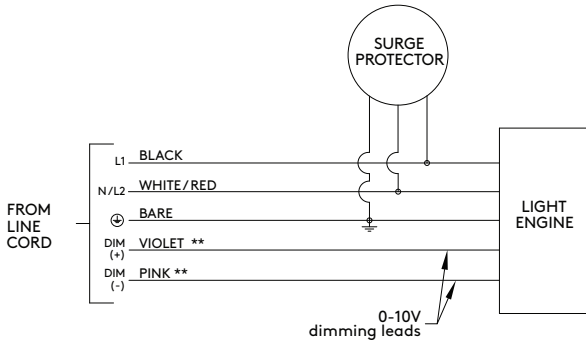 SURGE
PROTECTOR
L1 BLACK
N/L2 WHITE/RED
BARE
DIM
(+) VIOLET **
DIM
(-) PINK **
FROM
LINE
CORD
LIGHT
ENGINE
0-10V
dimming leads